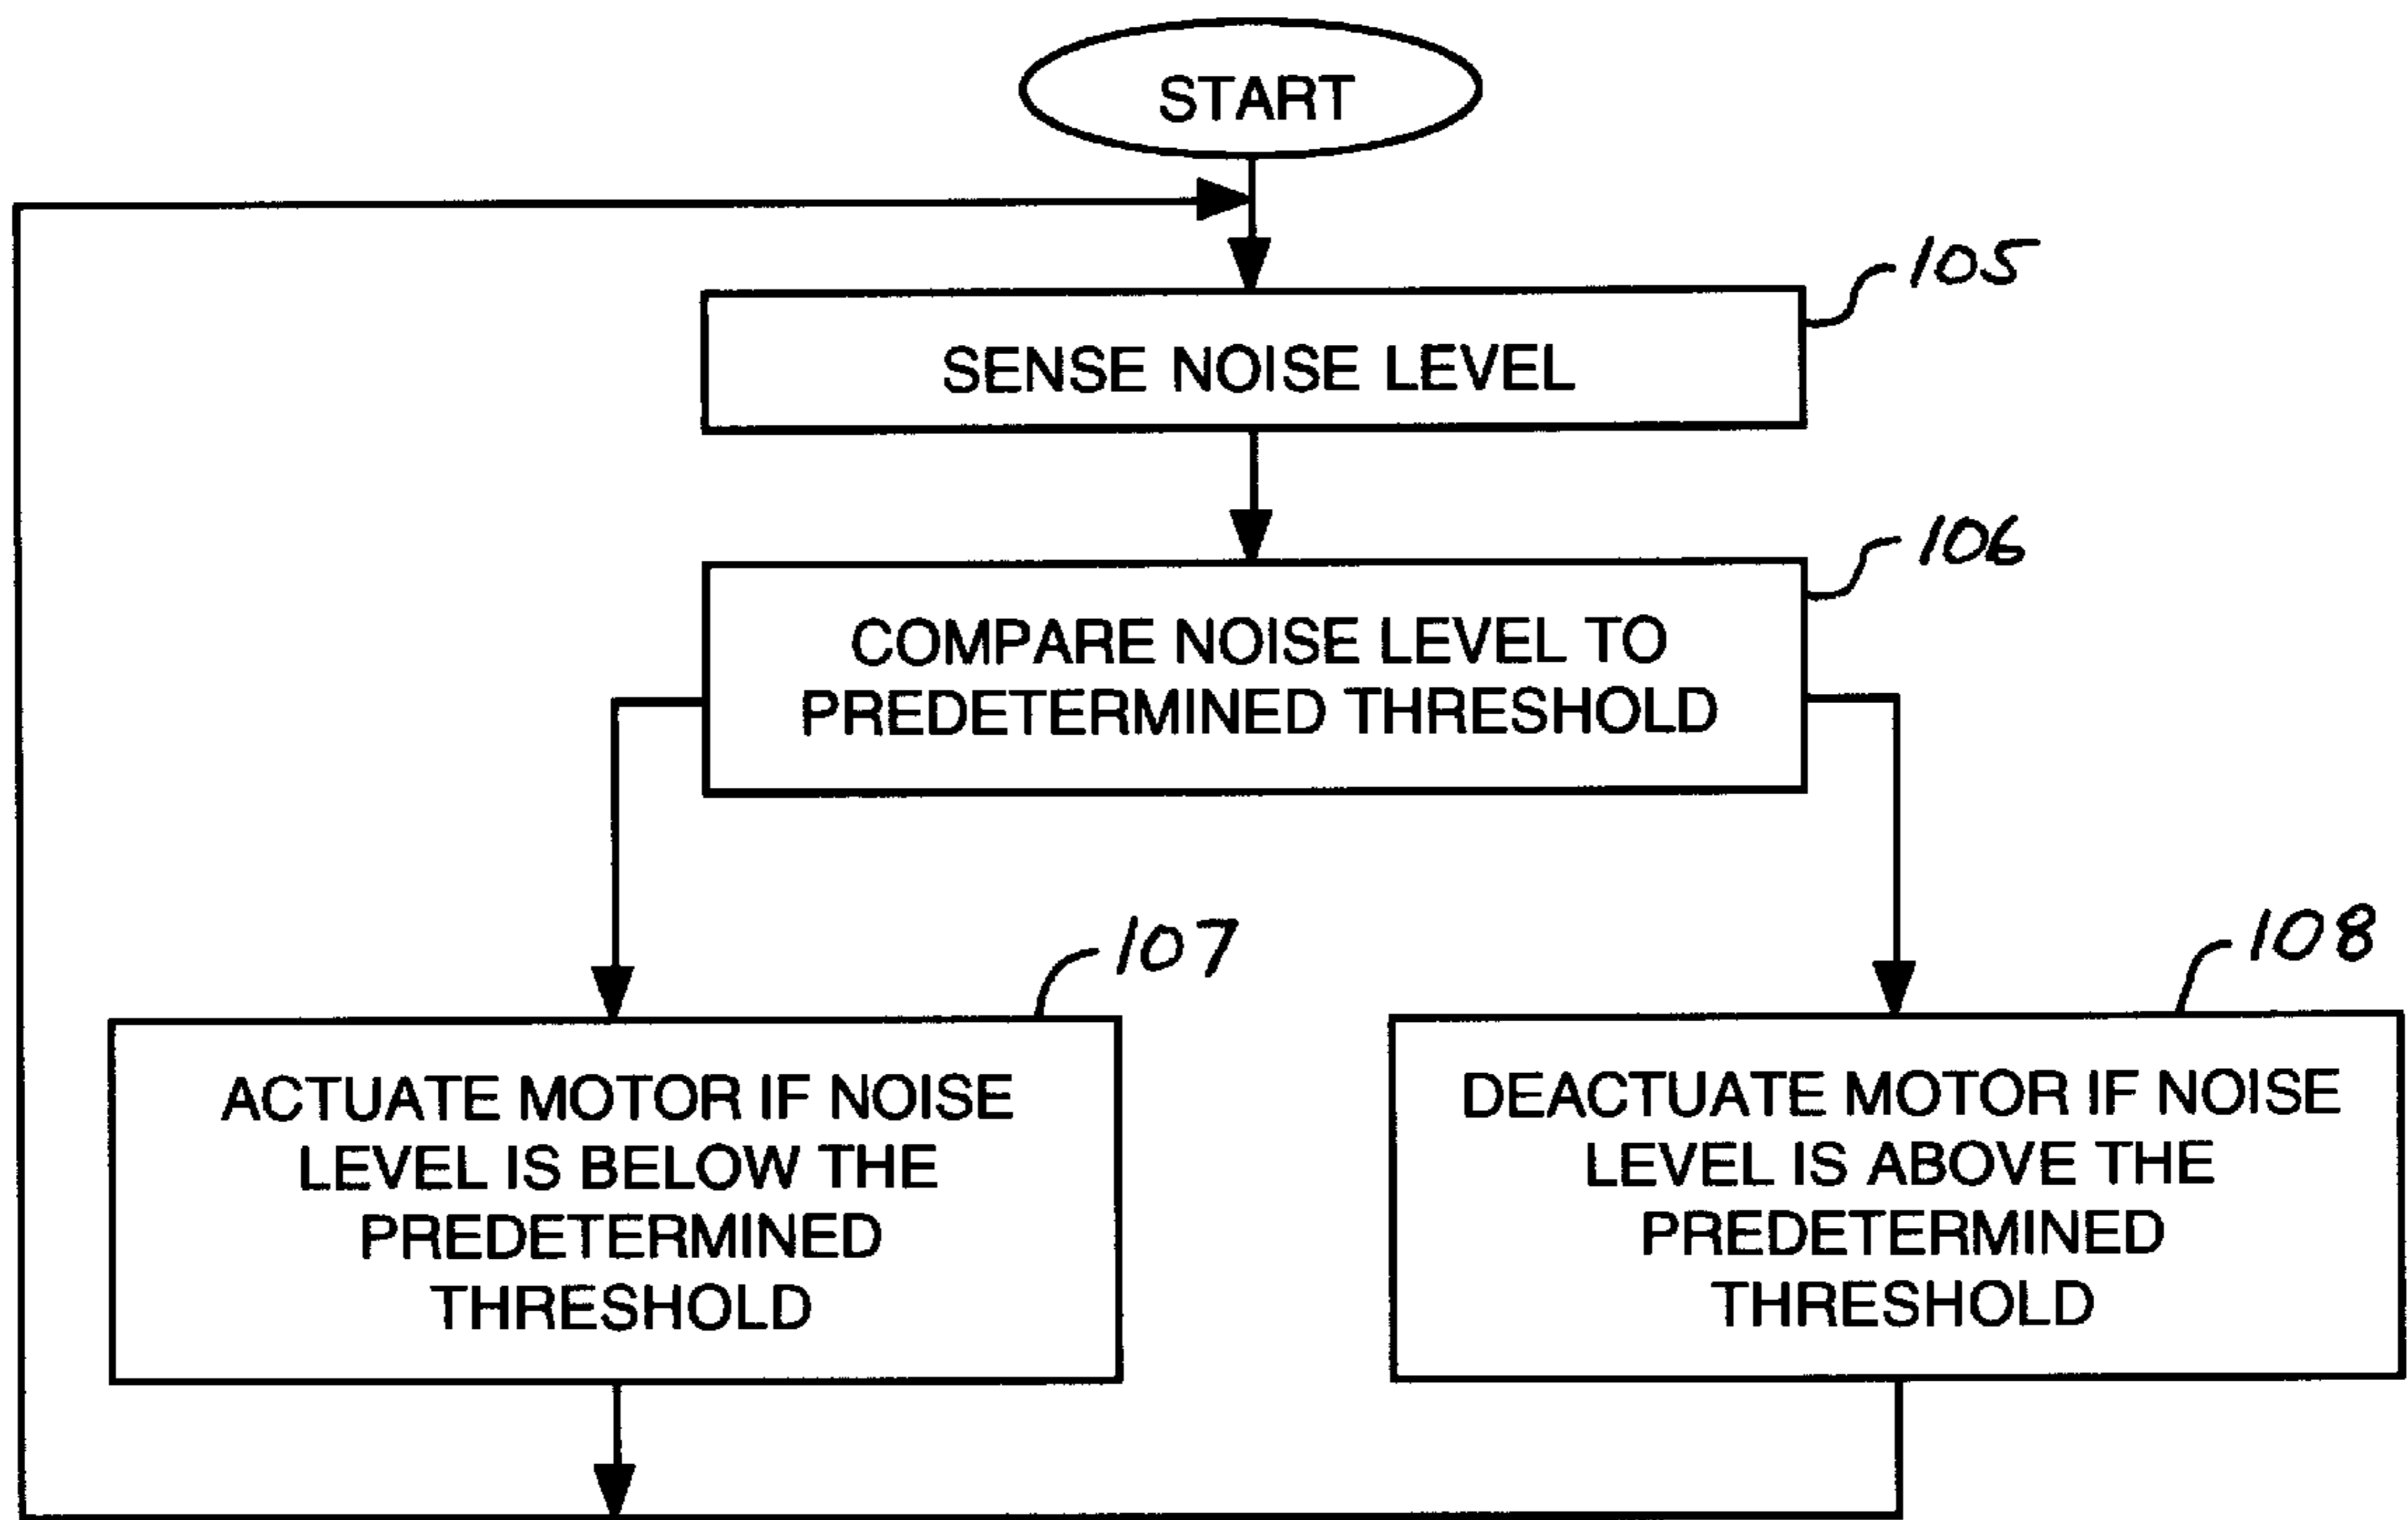 START
105
SENSE NOISE LEVEL
106
COMPARE NOISE LEVEL TO
PREDETERMINED THRESHOLD
107
ACTUATE MOTOR IF NOISE
LEVEL IS BELOW THE
PREDETERMINED
THRESHOLD
108
DEACTUATE MOTOR IF NOISE
LEVEL IS ABOVE THE
PREDETERMINED
THRESHOLD